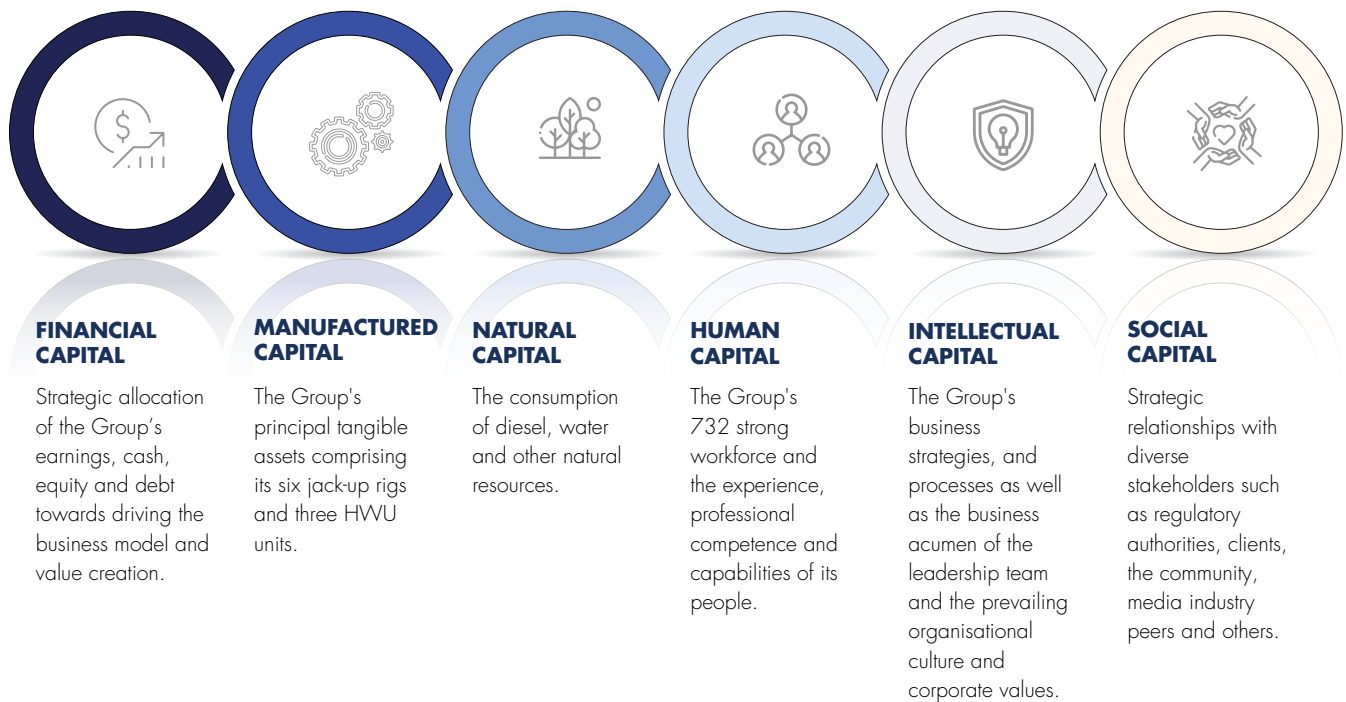 FINANCIAL
CAPITAL
Strategic allocation
of the Group’s
earnings, cash,
equity and debt
towards driving the
business model and
value creation.
MANUFACTURED
CAPITAL
The Group's
principal tangible
assets comprising
its six jack-up rigs
and three HWU
units.
NATURAL
CAPITAL
The consumption
of diesel, water
and other natural
resources.
HUMAN
CAPITAL
The Group's
732 strong
workforce and
the experience,
professional
competence and
capabilities of its
people.
INTELLECTUAL
CAPITAL
The Group's
business
strategies, and
processes as well
as the business
acumen of the
leadership team
and the prevailing
organisational
culture and
corporate values.
SOCIAL
CAPITAL
Strategic
relationships with
diverse
stakeholders such
as regulatory
authorities, clients,
the community,
media industry
peers and others.